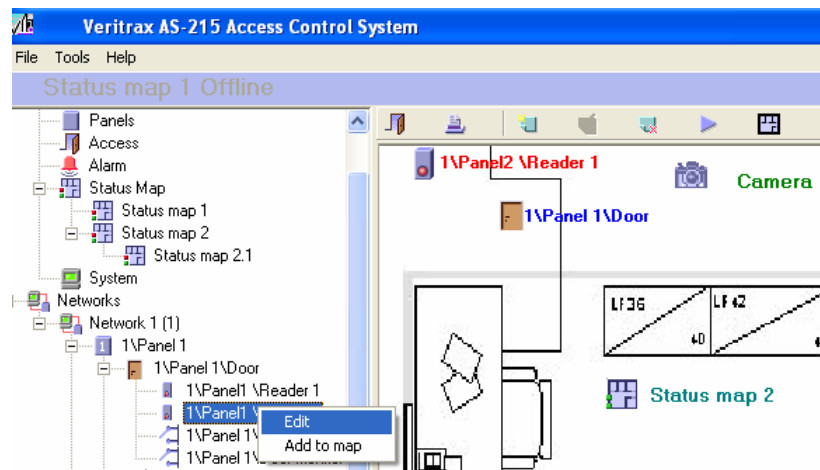 Veritrax AS-215 Access Control System
File Tools Help
Status map 1 Offline
Panels
Access
Alarm
Status Map
Status map 1
Status map 2
Status map 2.1
System
Networks
Network 1 (1)
1
1\Panel 1
1\Panel 1\Door
1\Panel1 \Reader 1
1\Panel1 \
1\Panel 1\
1\Panel 1\
Edit
Add to map
1\Panel2 \Reader 1
Camera
1\Panel 1\Door
LF36
LF42
40
Status map 2